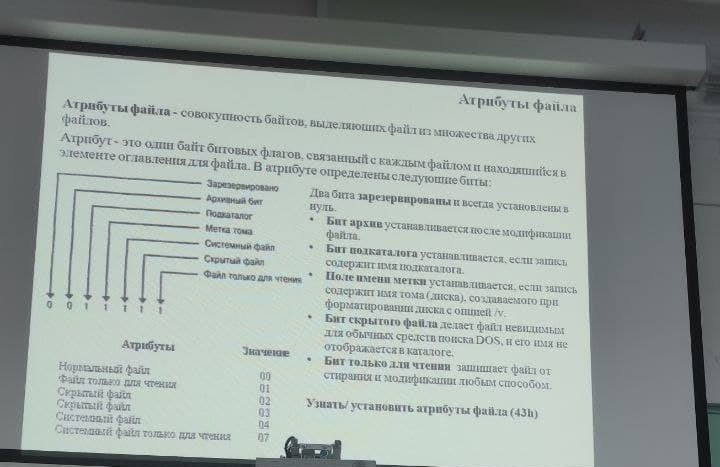 Атрибуты файла
Атрибуты файла - совокупность байтов, выделяющих файл из множества других
файлов.
Атрибут - это один байт битовых флагов, связанный с каждым файлом и находящийся в
элементе оглавления для файла. В атрибуте определены следующие биты:
Зарезервировано
Архивный бит
Подкаталог
Метка тома
Системный файл
Скрытый файл
Файл только для чтения
0 0 1 1 1 1 1
Атрибуты Значение
Нормальный файл 00
Файл только для чтения 01
Скрытый файл 02
Скрытый файл 03
Системный файл 04
Системный файл только для чтения 07
Два бита зарезервированы и всегда установлены в
нуль.
• Бит архив устанавливается после модификации
файла.
• Бит подкаталога устанавливается, если запись
содержит имя подкаталога.
• Поле имени метки устанавливается, если запись
содержит имя тома (диска), создаваемого при
форматировании диска с опцией /v.
• Бит скрытого файла делает файл невидимым
для обычных средств поиска DOS, и его имя не
отображается в каталоге.
• Бит только для чтения защищает файл от
стирания и модификации любым способом.
Узнать/ установить атрибуты файла (43h)